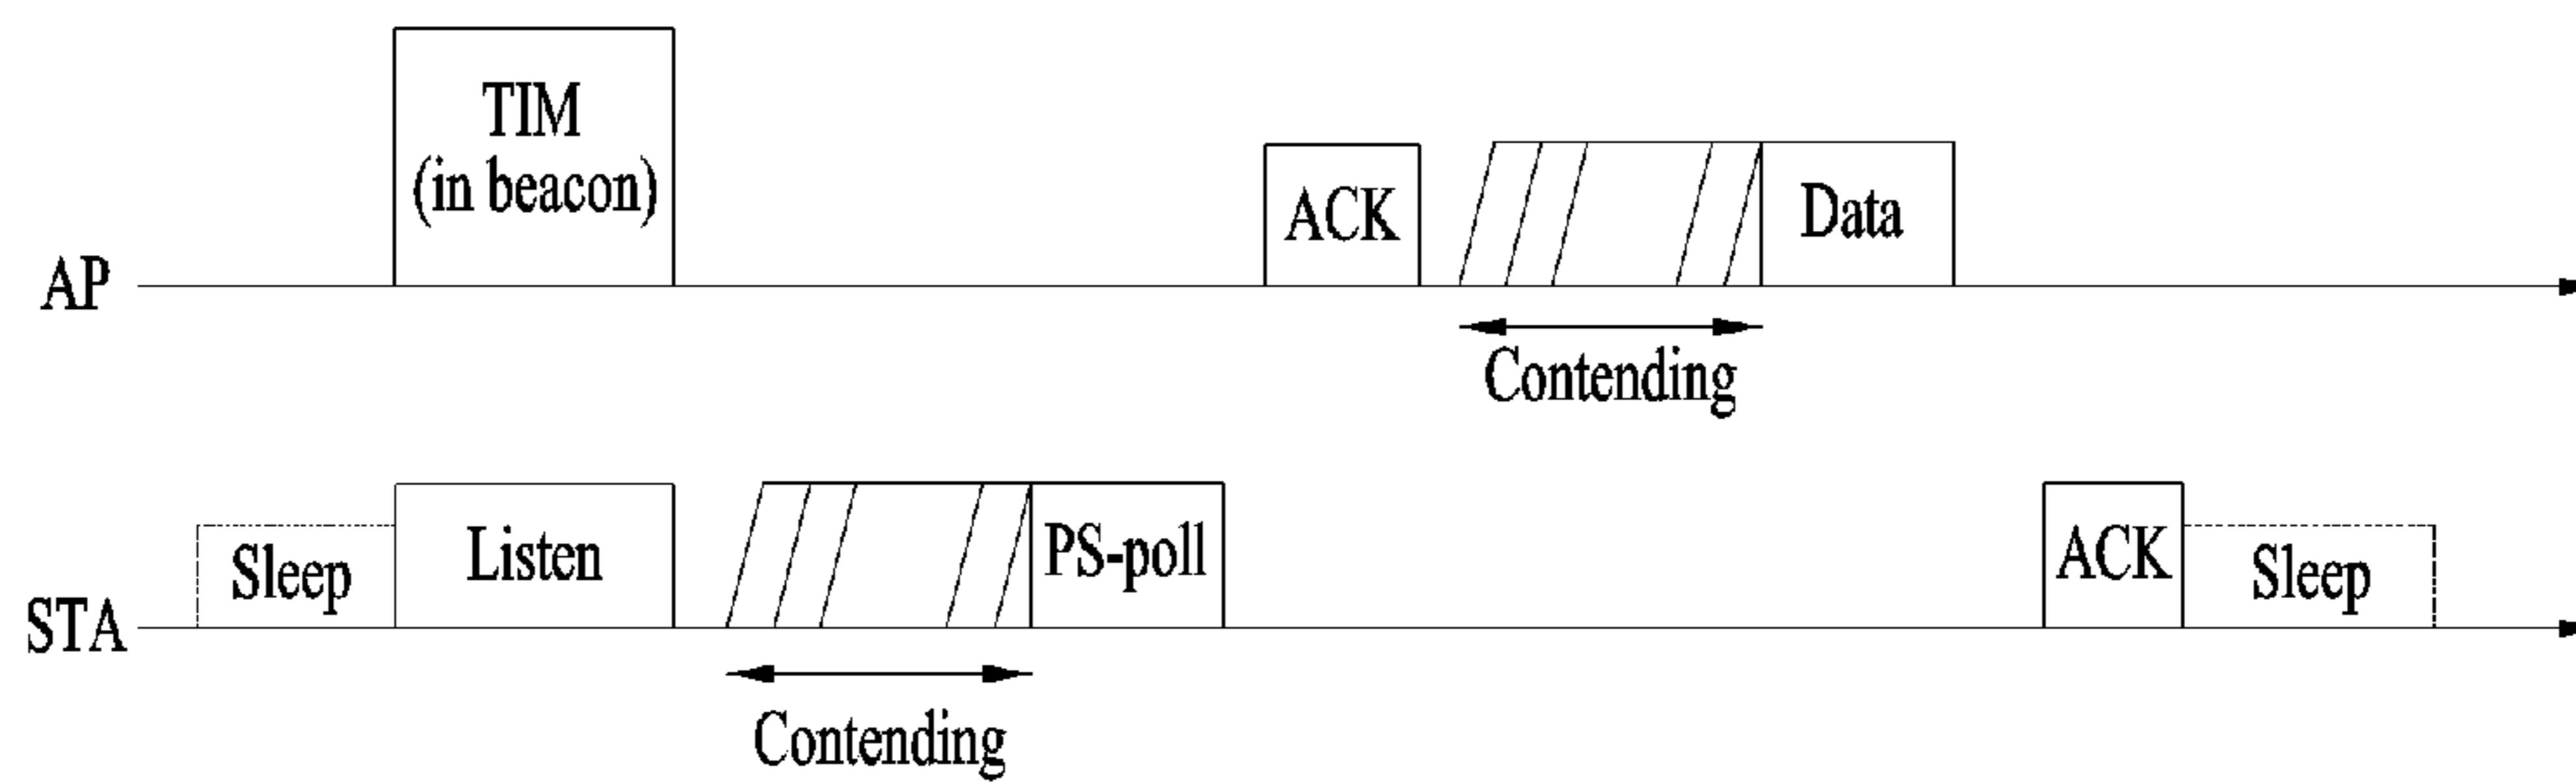 TIM
(in beacon)
ACK
Data
AP
Contending
Sleep
Listen
PS-poll
ACK
Sleep
STA
Contending